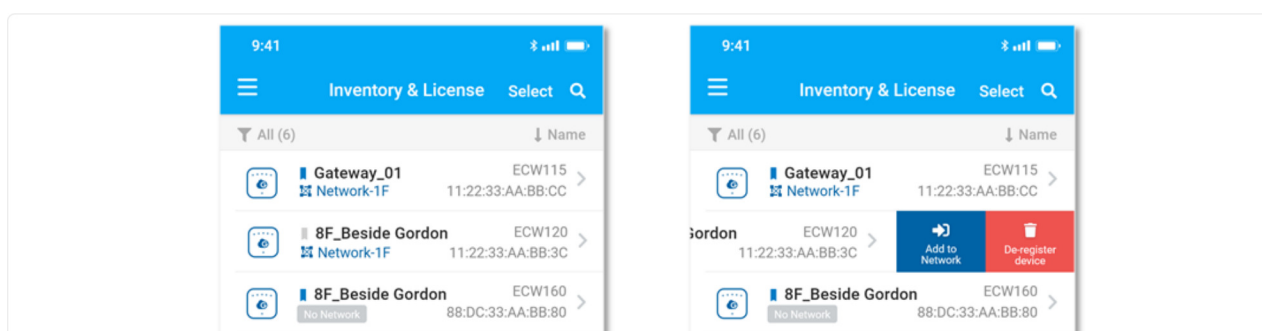 9:41
Inventory & License Select
All (6) Name
Gateway_01 ECW115
Network-1F 11:22:33:AA:BB:CC
8F_Beside Gordon ECW120
Network-1F 11:22:33:AA:BB:3C
8F_Beside Gordon ECW160
No Network 88:DC:33:AA:BB:80
9:41
Inventory & License Select
All (6) Name
Gateway_01 ECW115
Network-1F 11:22:33:AA:BB:CC
Gordon ECW120
11:22:33:AA:BB:3C
Add to
Network
De-register
device
8F_Beside Gordon ECW160
No Network 88:DC:33:AA:BB:80